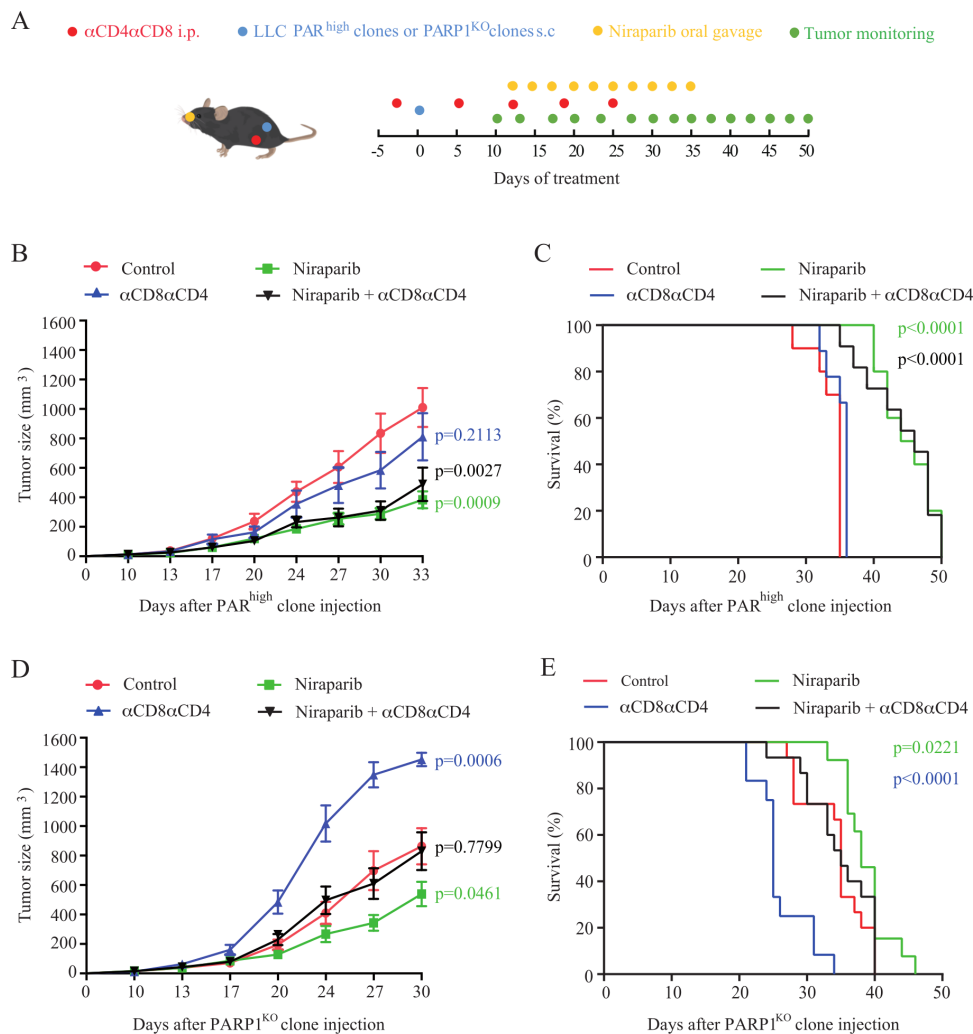 A
αCD4αCD8 i.p.
LLC PAR^high clones or PARP1^KO clones s.c
Niraparib oral gavage
Tumor monitoring
-5 0 5 10 15 20 25 30 35 40 45 50
Days of treatment
B
Control
Niraparib
αCD8αCD4
Niraparib + αCD8αCD4
Tumor size (mm ³)
1600
1400
1200
1000
800
600
400
200
0
p=0.2113
p=0.0027
p=0.0009
0 10 13 17 20 24 27 30 33
Days after PAR^high clone injection
C
Control
Niraparib
αCD8αCD4
Niraparib + αCD8αCD4
Survival (%)
100
80
60
40
20
0
p<0.0001
p<0.0001
0 10 20 30 40 50
Days after PAR^high clone injection
D
Control
Niraparib
αCD8αCD4
Niraparib + αCD8αCD4
Tumor size (mm ³)
1600
1400
1200
1000
800
600
400
200
0
p=0.0006
p=0.7799
p=0.0461
0 10 13 17 20 24 27 30
Days after PARP1^KO clone injection
E
Control
Niraparib
αCD8αCD4
Niraparib + αCD8αCD4
Survival (%)
100
80
60
40
20
0
p=0.0221
p<0.0001
0 10 20 30 40 50
Days after PARP1^KO clone injection